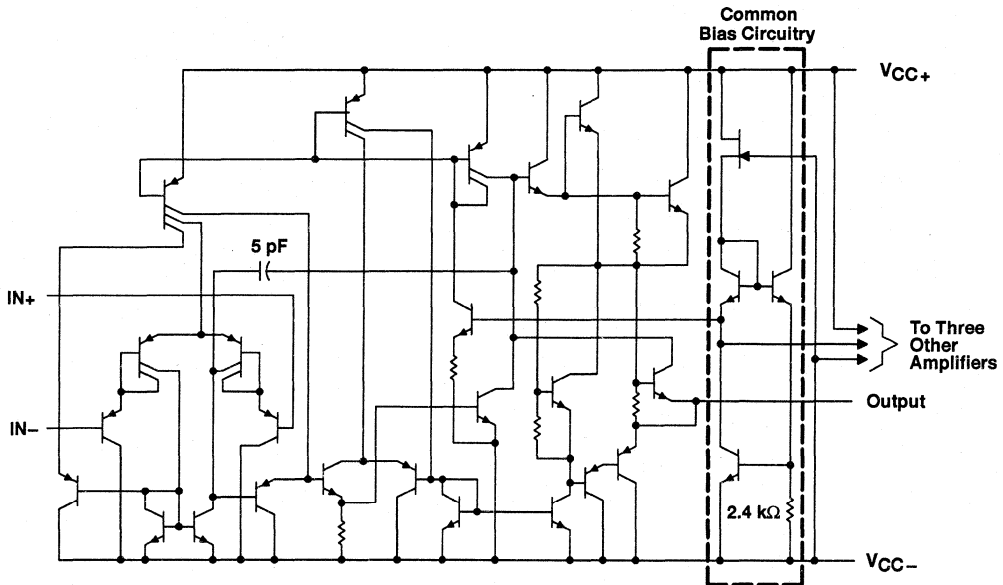 Common
Bias Circuitry
VCC+
5 pF
IN+
To Three
Other
Amplifiers
Output
IN−
2.4 kΩ
VCC−